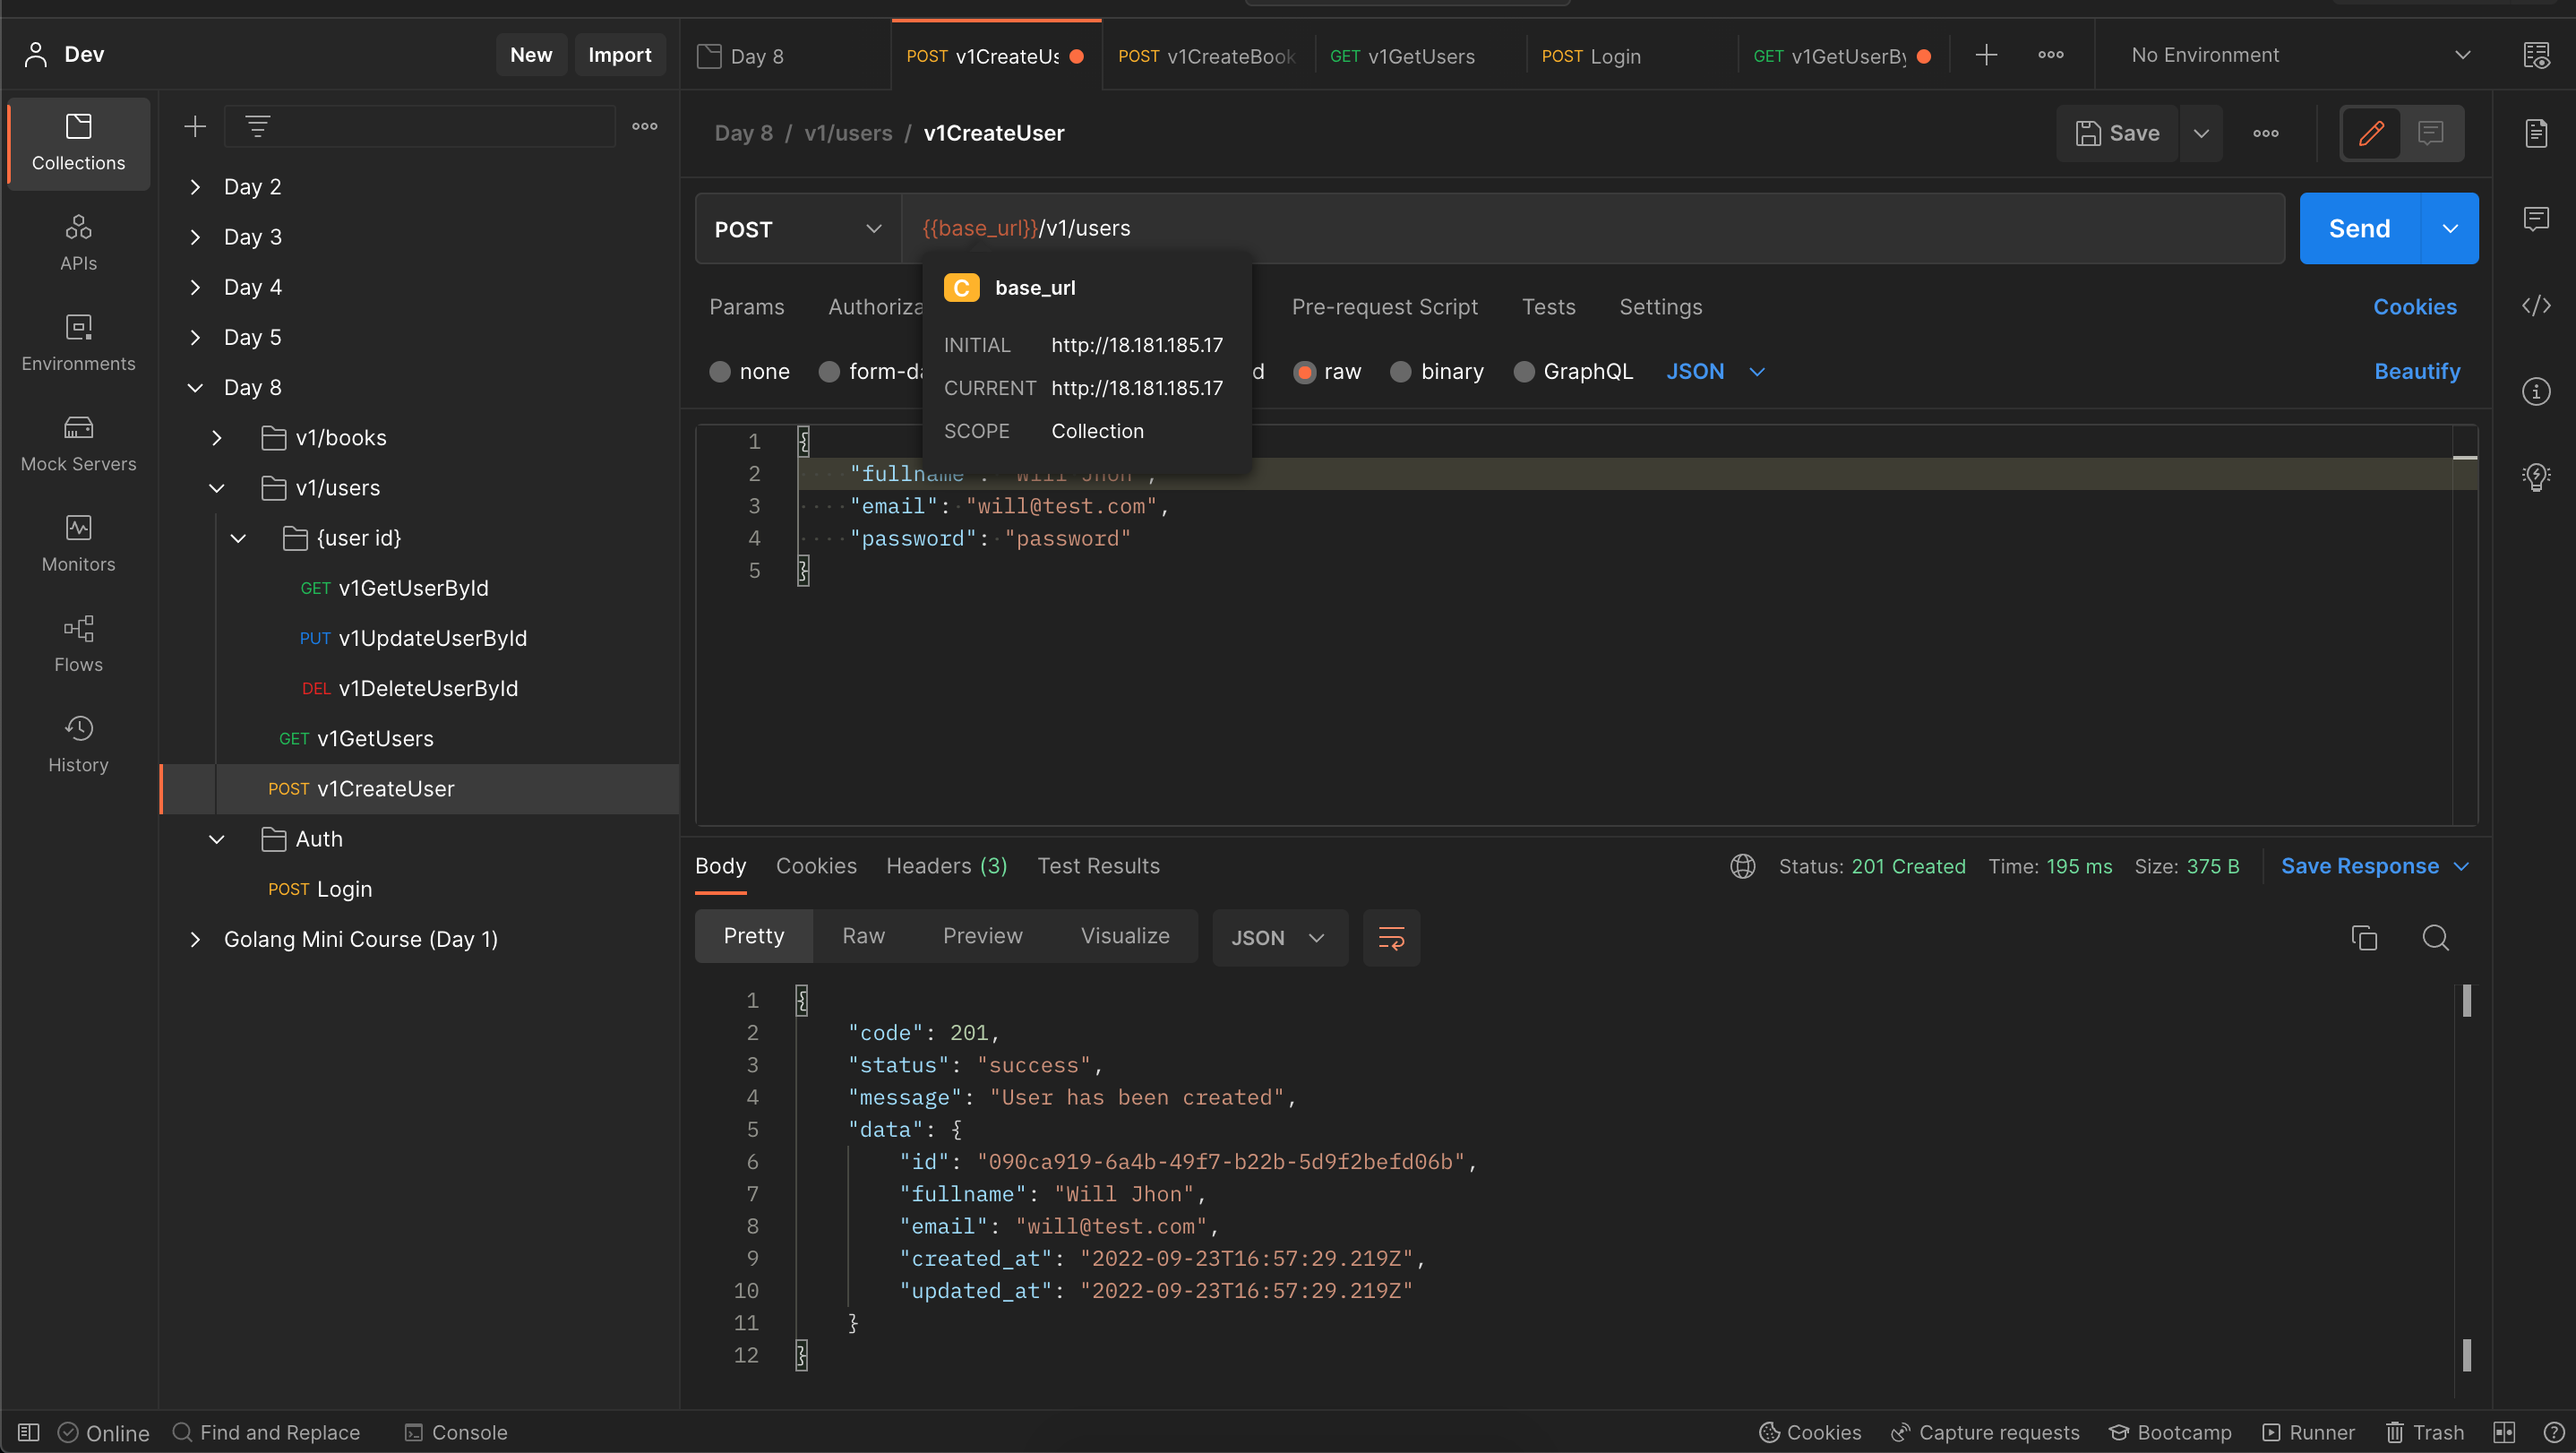 Dev
New
Import
Day 8
POST v1CreateUs
POST v1CreateBook
GET v1GetUsers
POST Login
GET v1GetUserBy
No Environment
Collections
APIs
Environments
Mock Servers
Monitors
Flows
History
Day 2
Day 3
Day 4
Day 5
Day 8
v1/books
v1/users
{user id}
GET v1GetUserById
PUT v1UpdateUserById
DEL v1DeleteUserById
GET v1GetUsers
POST v1CreateUser
Auth
POST Login
Golang Mini Course (Day 1)
Day 8 / v1/users / v1CreateUser
Save
POST
{{base_url}}/v1/users
Send
C base_url
INITIAL http://18.181.185.17
CURRENT http://18.181.185.17
SCOPE Collection
Params Authoriza Pre-request Script Tests Settings Cookies
none form-da d raw binary GraphQL JSON Beautify
1 {
2 "fullname": "Will Jhon",
3 "email": "will@test.com",
4 "password": "password"
5 }
Body Cookies Headers (3) Test Results
Status: 201 Created Time: 195 ms Size: 375 B Save Response
Pretty Raw Preview Visualize JSON
1 {
2 "code": 201,
3 "status": "success",
4 "message": "User has been created",
5 "data": {
6 "id": "090ca919-6a4b-49f7-b22b-5d9f2befd06b",
7 "fullname": "Will Jhon",
8 "email": "will@test.com",
9 "created_at": "2022-09-23T16:57:29.219Z",
10 "updated_at": "2022-09-23T16:57:29.219Z"
11 }
12 }
Online Find and Replace Console Cookies Capture requests Bootcamp Runner Trash